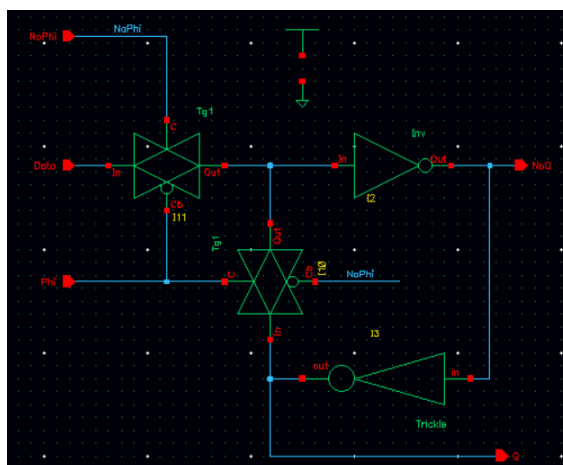 NoPhi
NoPhi
Tg1
C
Inv
Data
In
Out
In
Out
NoQ
Cb
I2
I11
Tg1
Out
Phi
C
Cb
I10
NoPhi
In
I3
out
in
Trickle
Q